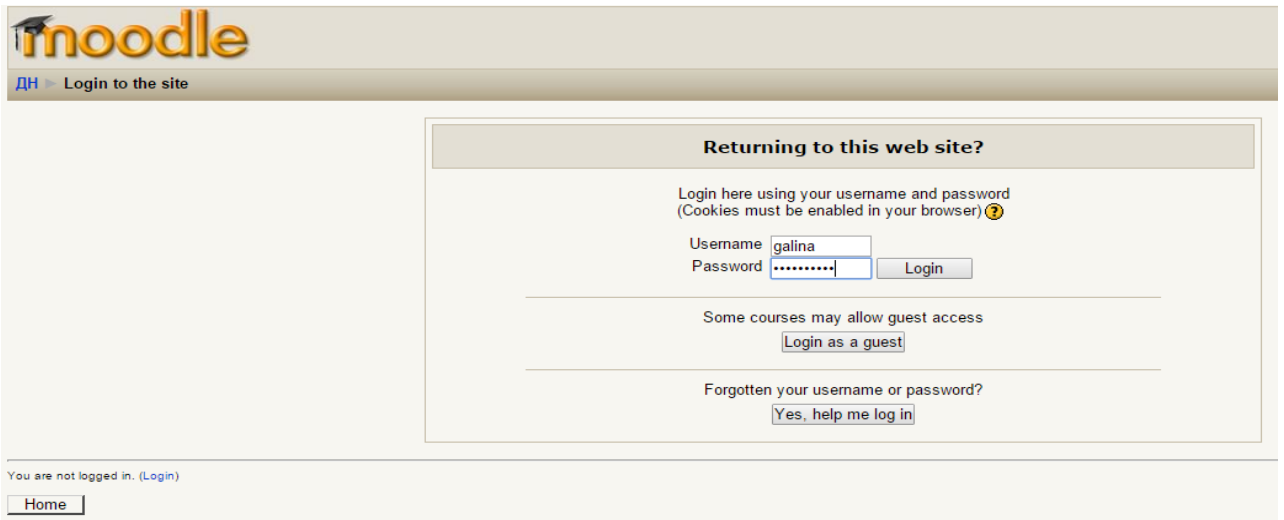 moodle
ДН ► Login to the site
Returning to this web site?
Login here using your username and password
(Cookies must be enabled in your browser) ?
Username galina
Password •••••••••• Login
Some courses may allow guest access
Login as a guest
Forgotten your username or password?
Yes, help me log in
You are not logged in. (Login)
Home